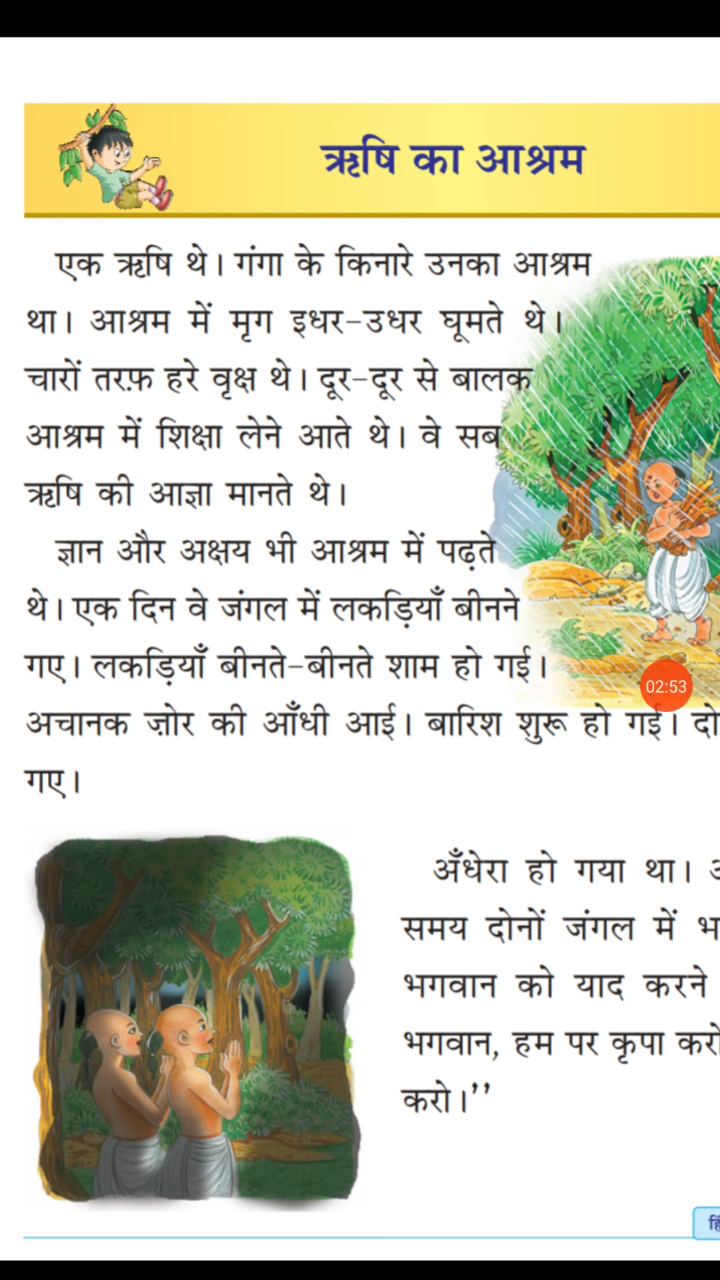 ऋषि का आश्रम
एक ऋषि थे। गंगा के किनारे उनका आश्रम
था। आश्रम में मृग इधर-उधर घूमते थे।
चारों तरफ़ हरे वृक्ष थे। दूर-दूर से बालक
आश्रम में शिक्षा लेने आते थे। वे सब
ऋषि की आज्ञा मानते थे।
ज्ञान और अक्षय भी आश्रम में पढ़ते
थे। एक दिन वे जंगल में लकड़ियाँ बीनने
गए। लकड़ियाँ बीनते-बीनते शाम हो गई।
02:53
अचानक ज़ोर की आँधी आई। बारिश शुरू हो गई। दो
गए।
अँधेरा हो गया था।
समय दोनों जंगल में भ
भगवान को याद करने
भगवान, हम पर कृपा करो
करो।’’